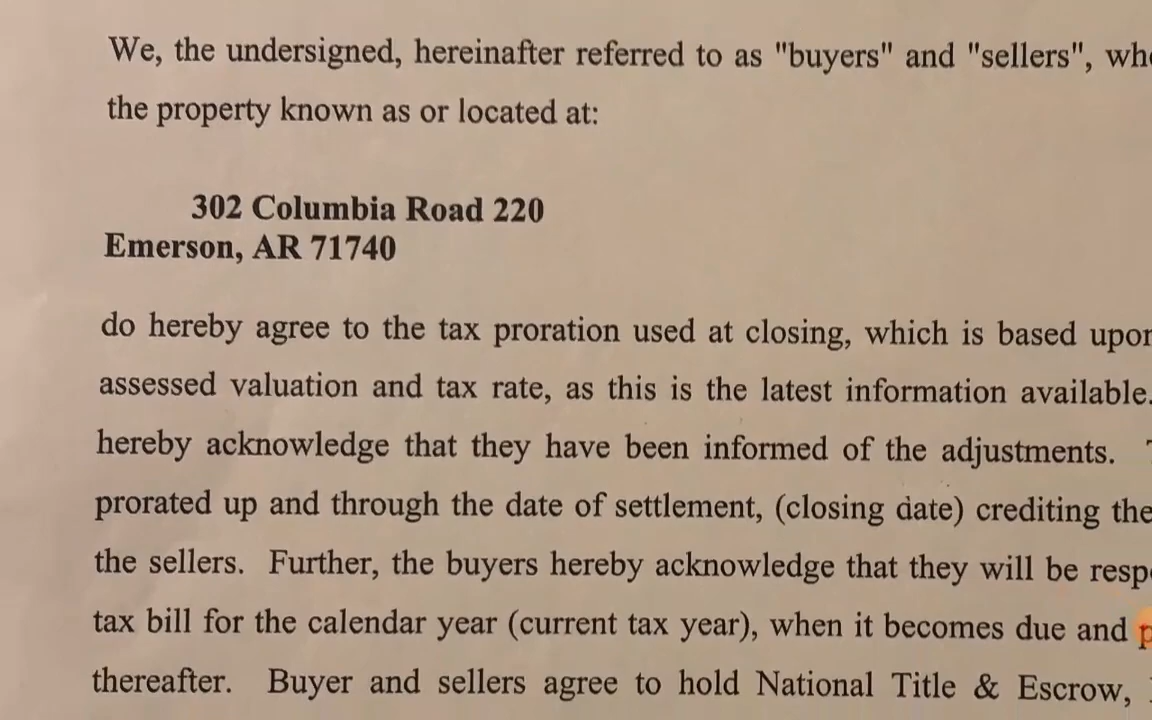 We, the undersigned, hereinafter referred to as "buyers" and "sellers",
the property known as or located at:
302 Columbia Road 220
Emerson, AR 71740
do hereby agree to the tax proration used at closing, which is based
assessed valuation and tax rate, as this is the latest information available.
hereby acknowledge that they have been informed of the adjustments.
prorated up and through the date of settlement, (closing date) crediting the
the sellers. Further, the buyers hereby acknowledge that they will be
tax bill for the calendar year (current tax year), when it becomes due and
thereafter. Buyer and sellers agree to hold National Title & Escrow,